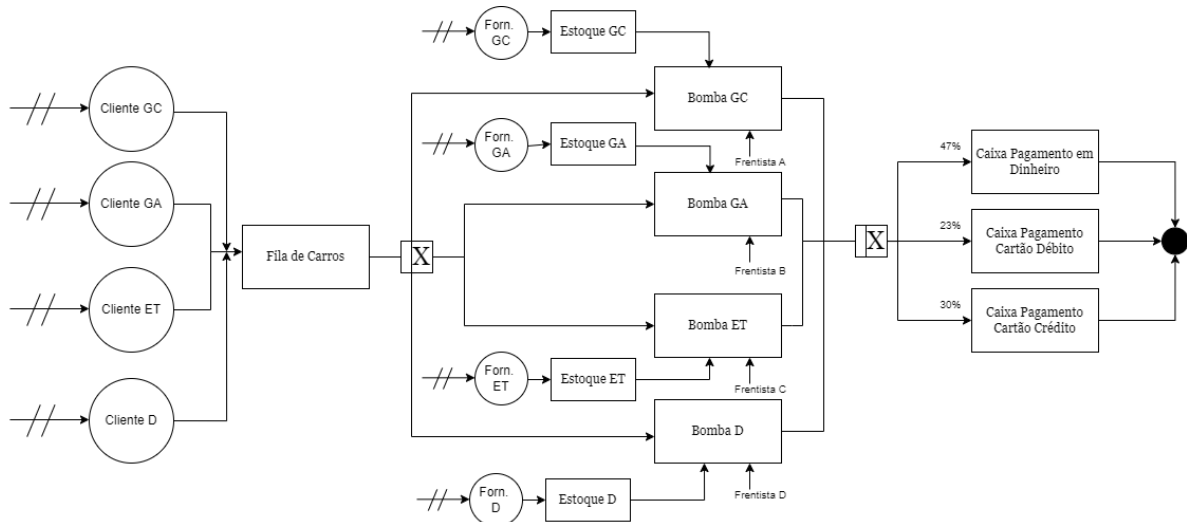 Forn.
GC
Estoque GC
Cliente GC
Bomba GC
Frentista A
Forn.
GA
Estoque GA
Cliente GA
Bomba GA
Frentista B
Fila de Carros
X
X
47%
Caixa Pagamento em
Dinheiro
23%
Caixa Pagamento
Cartão Débito
30%
Caixa Pagamento
Cartão Crédito
Cliente ET
Bomba ET
Frentista C
Forn.
ET
Estoque ET
Cliente D
Bomba D
Frentista D
Forn.
D
Estoque D